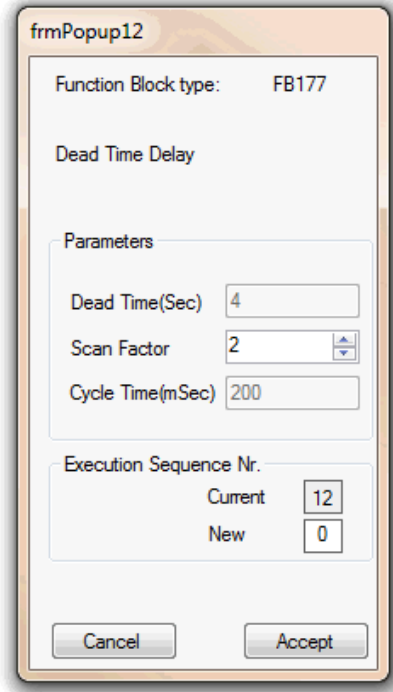 frmPopup12
Function Block type: FB177
Dead Time Delay
Parameters
Dead Time(Sec) 4
Scan Factor 2
Cycle Time(mSec) 200
Execution Sequence Nr.
Current 12
New 0
Cancel Accept